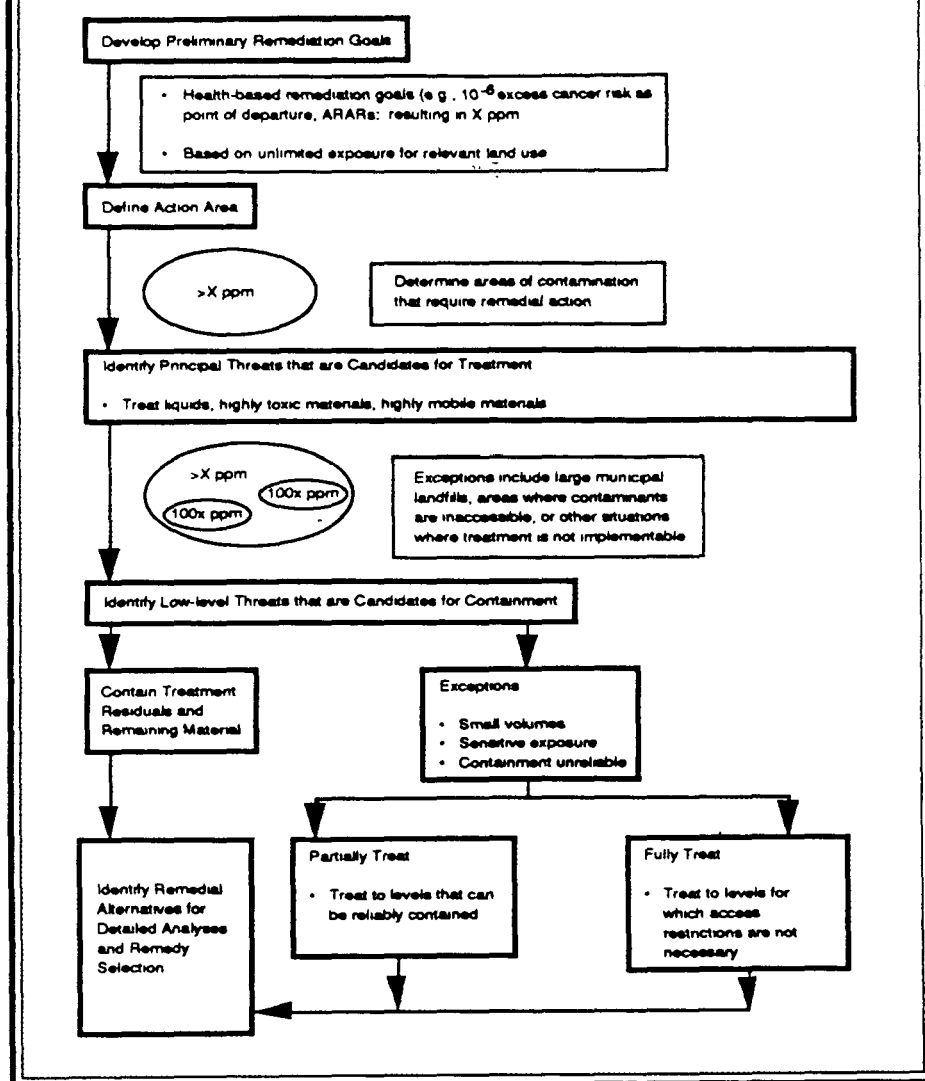 Develop Preliminary Remediation Goals
• Health-based remediation goals (e g , 10⁻⁶ excess cancer risk as
point of departure, ARARs: resulting in X ppm
• Based on unlimited exposure for relevant land use
Define Action Area
>X ppm
Determine areas of contamination
that require remedial action
Identify Principal Threats that are Candidates for Treatment
• Treat liquids, highly toxic materials, highly mobile materials
>X ppm
100x ppm
100x ppm
Exceptions include large municipal
landfills, areas where contaminants
are inaccessible, or other situations
where treatment is not implementable
Identify Low-level Threats that are Candidates for Containment
Contain Treatment
Residuals and
Remaining Material
Exceptions
• Small volumes
• Sensitive exposure
• Containment unreliable
Identify Remedial
Alternatives for
Detailed Analyses
and Remedy
Selection
Partially Treat
• Treat to levels that can
be reliably contained
Fully Treat
• Treat to levels for
which access
restrictions are not
necessary